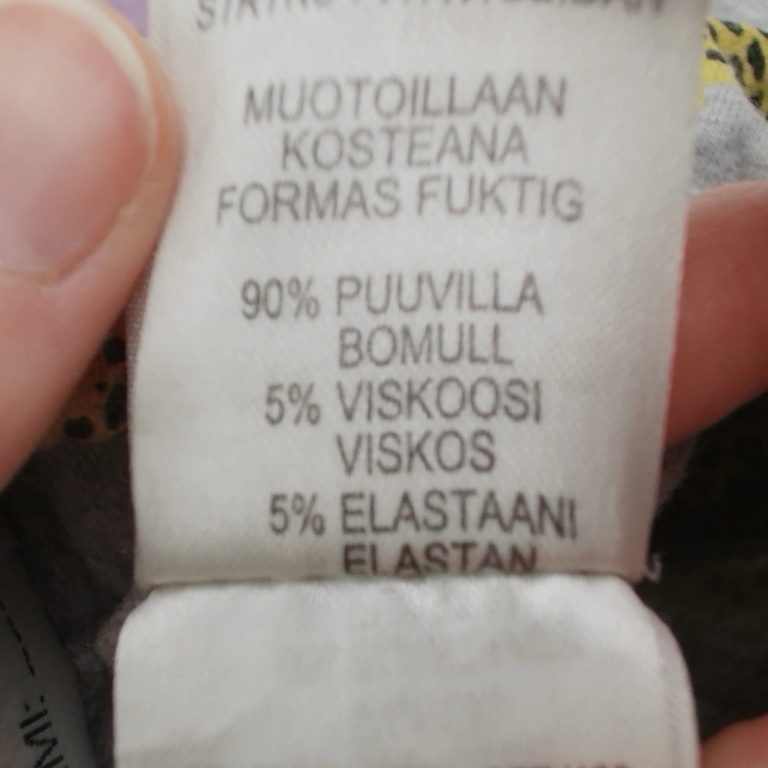 MUOTOILLAAN
KOSTEANA
FORMAS FUKTIG
90% PUUVILLA
BOMULL
5% VISKOOSI
VISKOS
5% ELASTAANI
ELASTAN